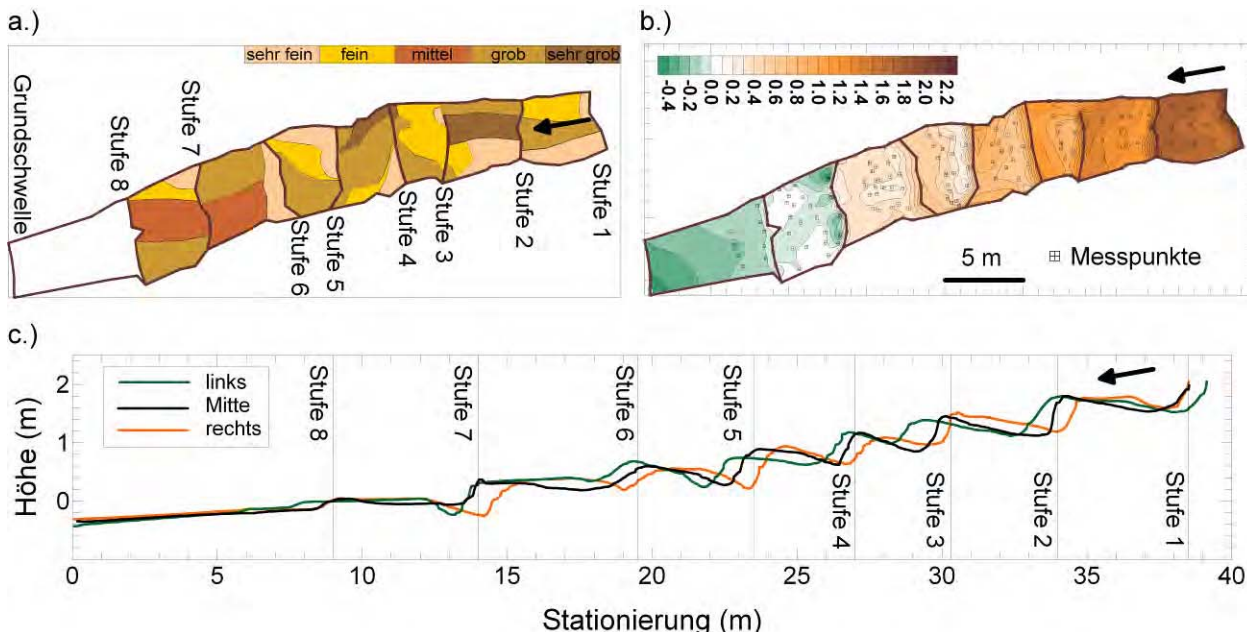 a.)
sehr fein fein mittel grob sehr grob
Grundschwelle
Stufe 8
Stufe 7
Stufe 6
Stufe 5
Stufe 4
Stufe 3
Stufe 2
Stufe 1
b.)
-0.4 -0.2 0.0 0.2 0.4 0.6 0.8 1.0 1.2 1.4 1.6 1.8 2.0 2.2
5 m
Messpunkte
c.)
links
Mitte
rechts
Stufe 8
Stufe 7
Stufe 6
Stufe 5
Stufe 4
Stufe 3
Stufe 2
Stufe 1
Höhe (m)
2
1
0
0 5 10 15 20 25 30 35 40
Stationierung (m)